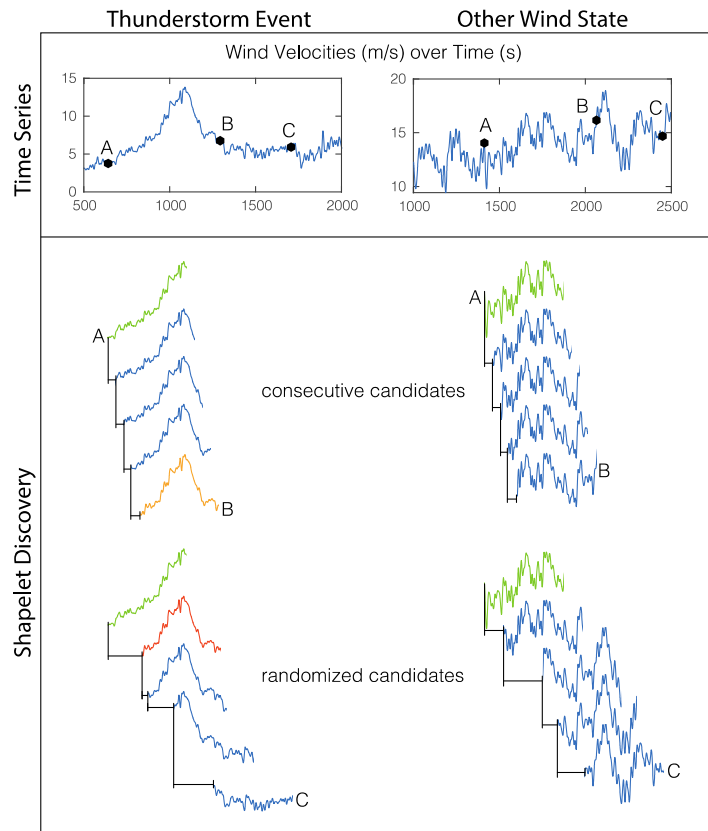 Thunderstorm Event
Other Wind State
Time Series
Wind Velocities (m/s) over Time (s)
15
10
5
0
500
1000
1500
2000
A
B
C
20
15
10
1000
1500
2000
2500
A
B
C
Shapelet Discovery
A
B
consecutive candidates
A
B
randomized candidates
C
C